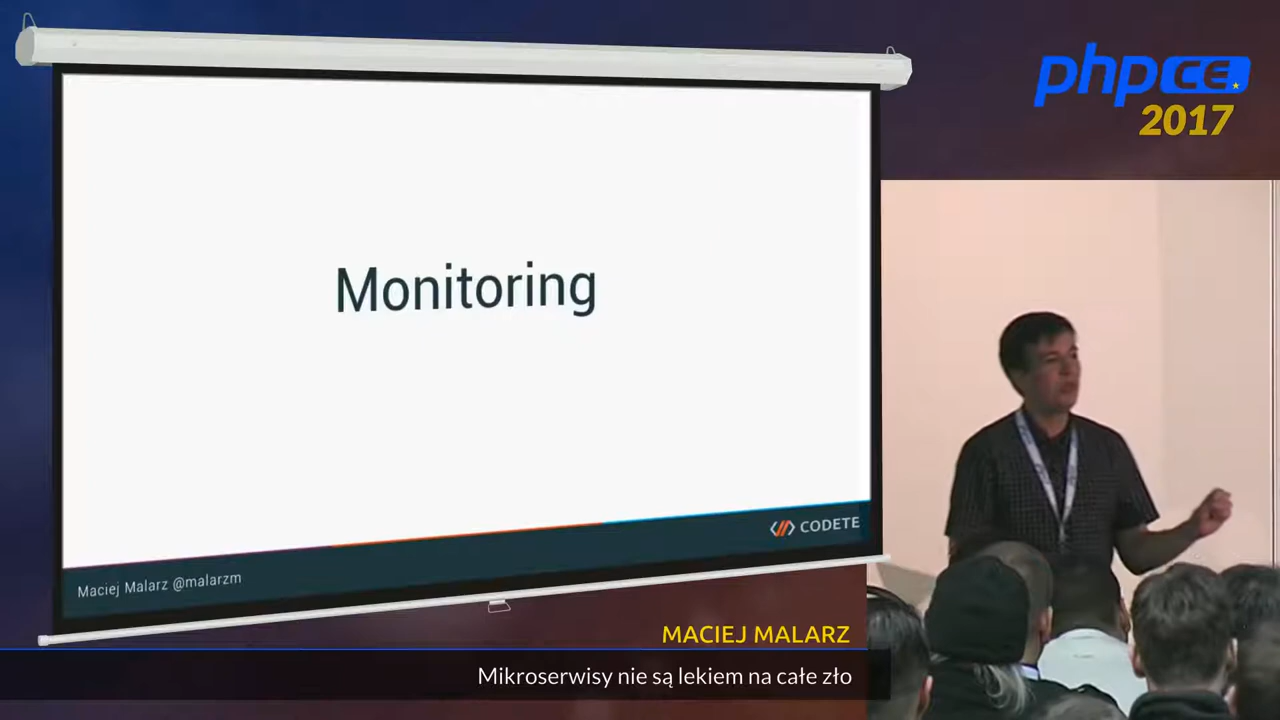 phpCE
2017
Monitoring
CODETE
Maciej Malarz @malarzm
MACIEJ MALARZ
Mikroserwisy nie są lekiem na całe zło